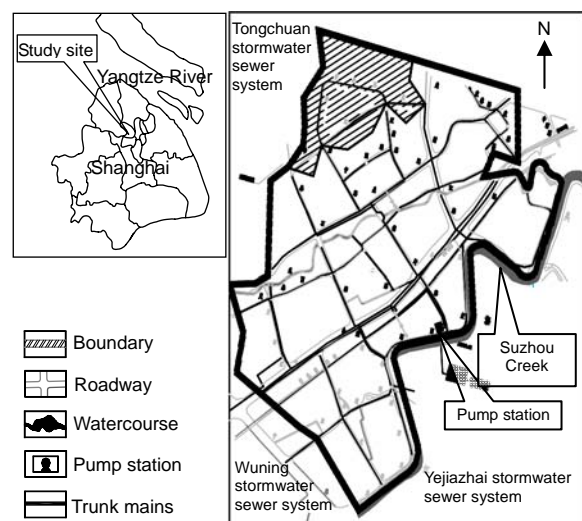 Study site
Yangtze River
Shanghai
Boundary
Roadway
Watercourse
Pump station
Trunk mains
Tongchuan
stormwater
sewer
system
N
Suzhou
Creek
Pump station
Wuning
stormwater
sewer system
Yejiazhai stormwater
sewer system